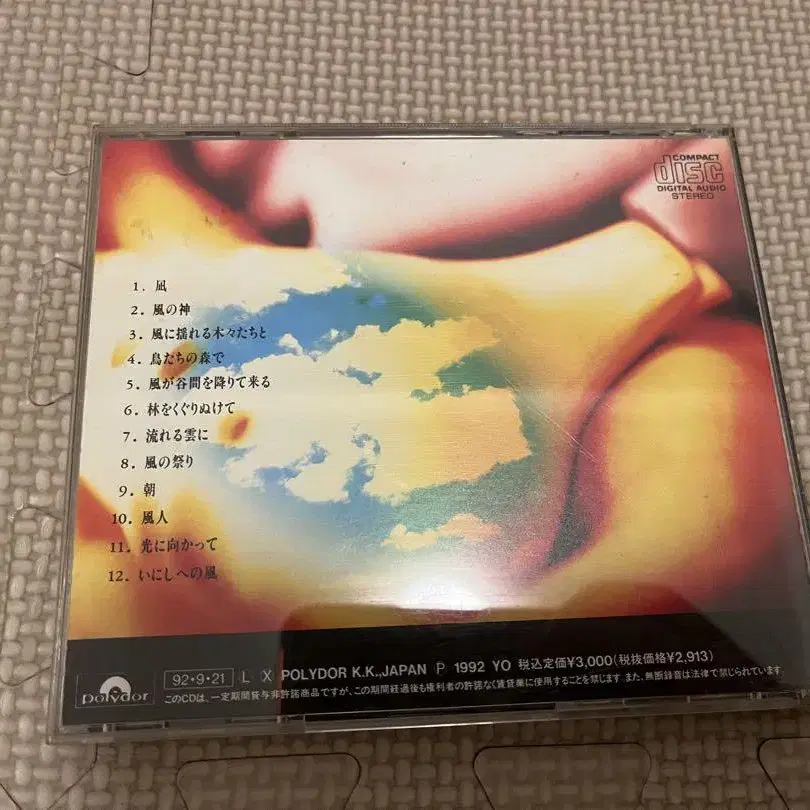 COMPACT
disc
DIGITAL AUDIO
STEREO
1. 凪
2. 風の神
3. 風に揺れる木々たちと
4. 鳥たちの森で
5. 風が谷間を降りて来る
6. 林をくぐりぬけて
7. 流れる雲に
8. 風の祭り
9. 朝
10. 風人
11. 光に向かって
12. いにしへの風
polydor
92・9・21 L X POLYDOR K.K.,JAPAN P 1992 YO 税込定価¥3,000(税抜価格¥2,913)
このCDは、一定期間貸与非許諾商品ですが、この期間経過後も権利者の許諾なく賃貸業に使用することを禁じます。また、無断録音は法律で禁じられています。